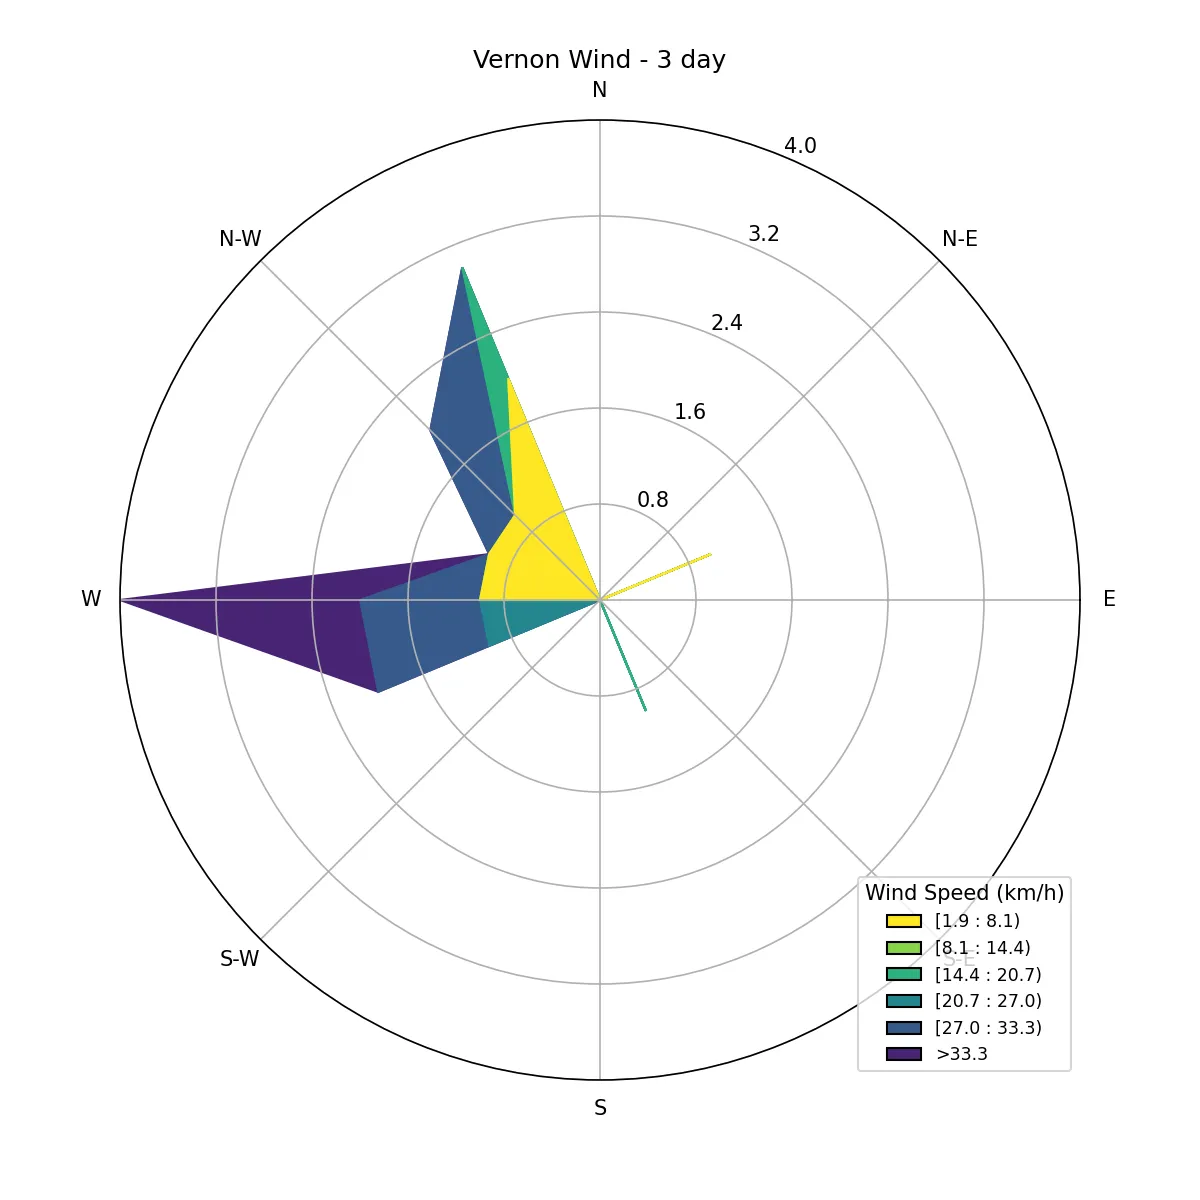 Vernon Wind - 3 day
N
4.0
N-W
3.2
N-E
2.4
1.6
0.8
W
E
Wind Speed (km/h)
[1.9 : 8.1)
[8.1 : 14.4)
S-W
S-E
[14.4 : 20.7)
[20.7 : 27.0)
[27.0 : 33.3)
>33.3
S